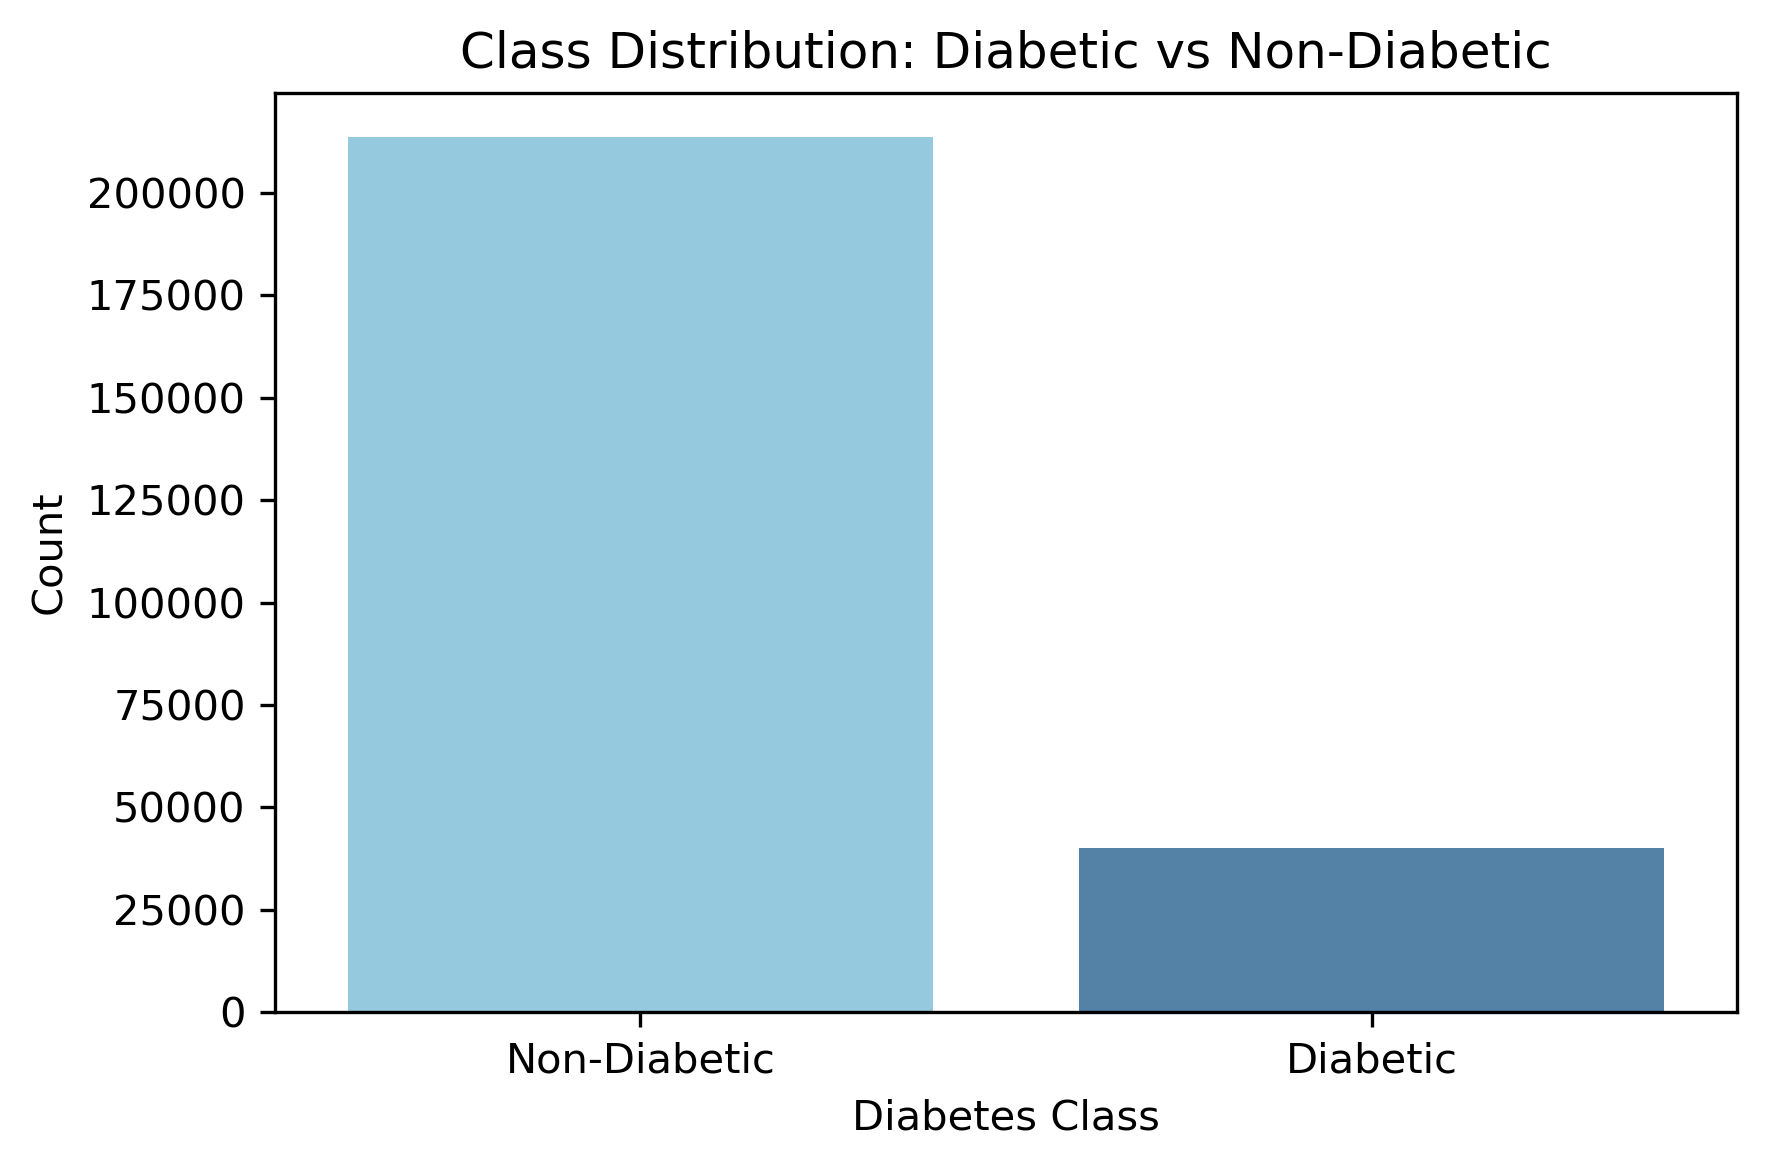 Class Distribution: Diabetic vs Non-Diabetic
200000
175000
150000
125000
100000
75000
50000
25000
0
Count
Non-Diabetic
Diabetic
Diabetes Class